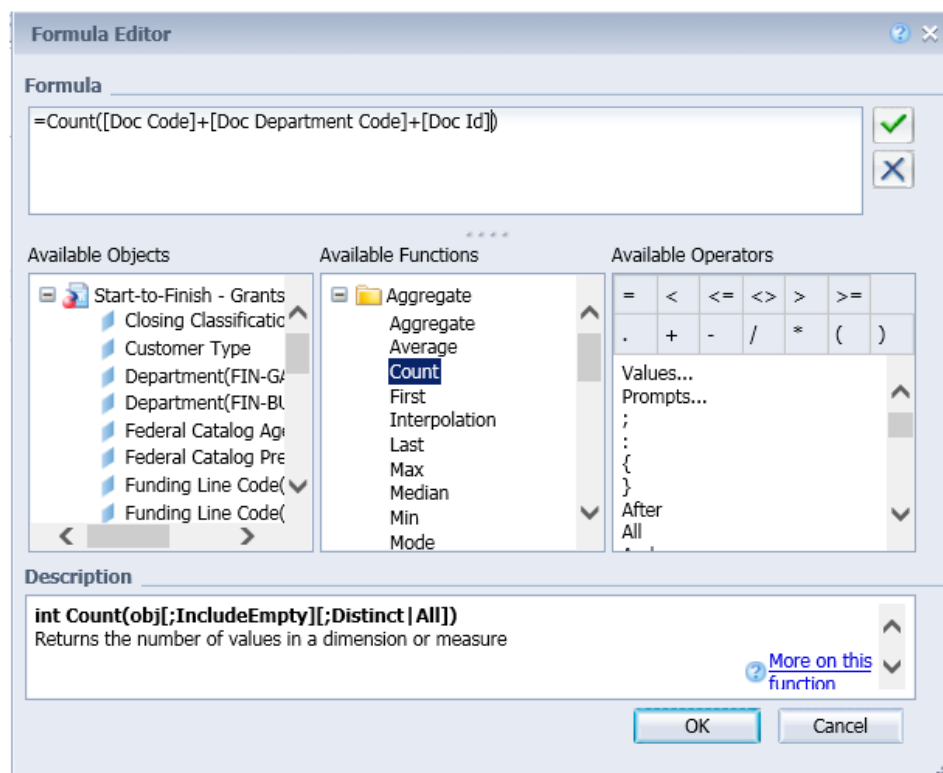 Formula Editor
Formula
=Count([Doc Code]+[Doc Department Code]+[Doc Id])
Available Objects
Start-to-Finish - Grants
Closing Classificatic
Customer Type
Department(FIN-GA
Department(FIN-BU
Federal Catalog Age
Federal Catalog Pre
Funding Line Code(
Funding Line Code(
Available Functions
Aggregate
Aggregate
Average
Count
First
Interpolation
Last
Max
Median
Min
Mode
Available Operators
= < <= <> > >=
. + - / * ( )
Values...
Prompts...
;
:
{
}
After
All
Description
int Count(obj[;IncludeEmpty][;Distinct|All])
Returns the number of values in a dimension or measure
More on this
function
OK Cancel